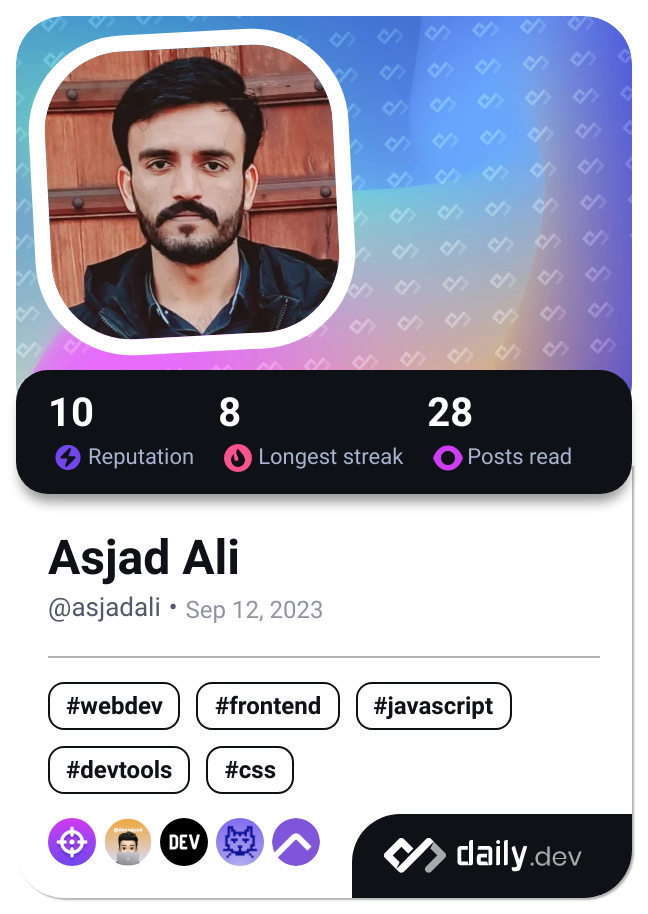 10 8 28
Reputation Longest streak Posts read
Asjad Ali
@asjadali • Sep 12, 2023
#webdev #frontend #javascript
#devtools #css
DEV
daily.dev